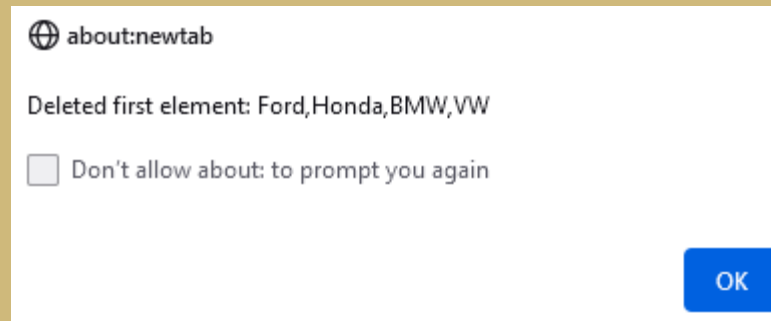 about:newtab
Deleted first element: Ford,Honda,BMW,VW
Don't allow about: to prompt you again
OK